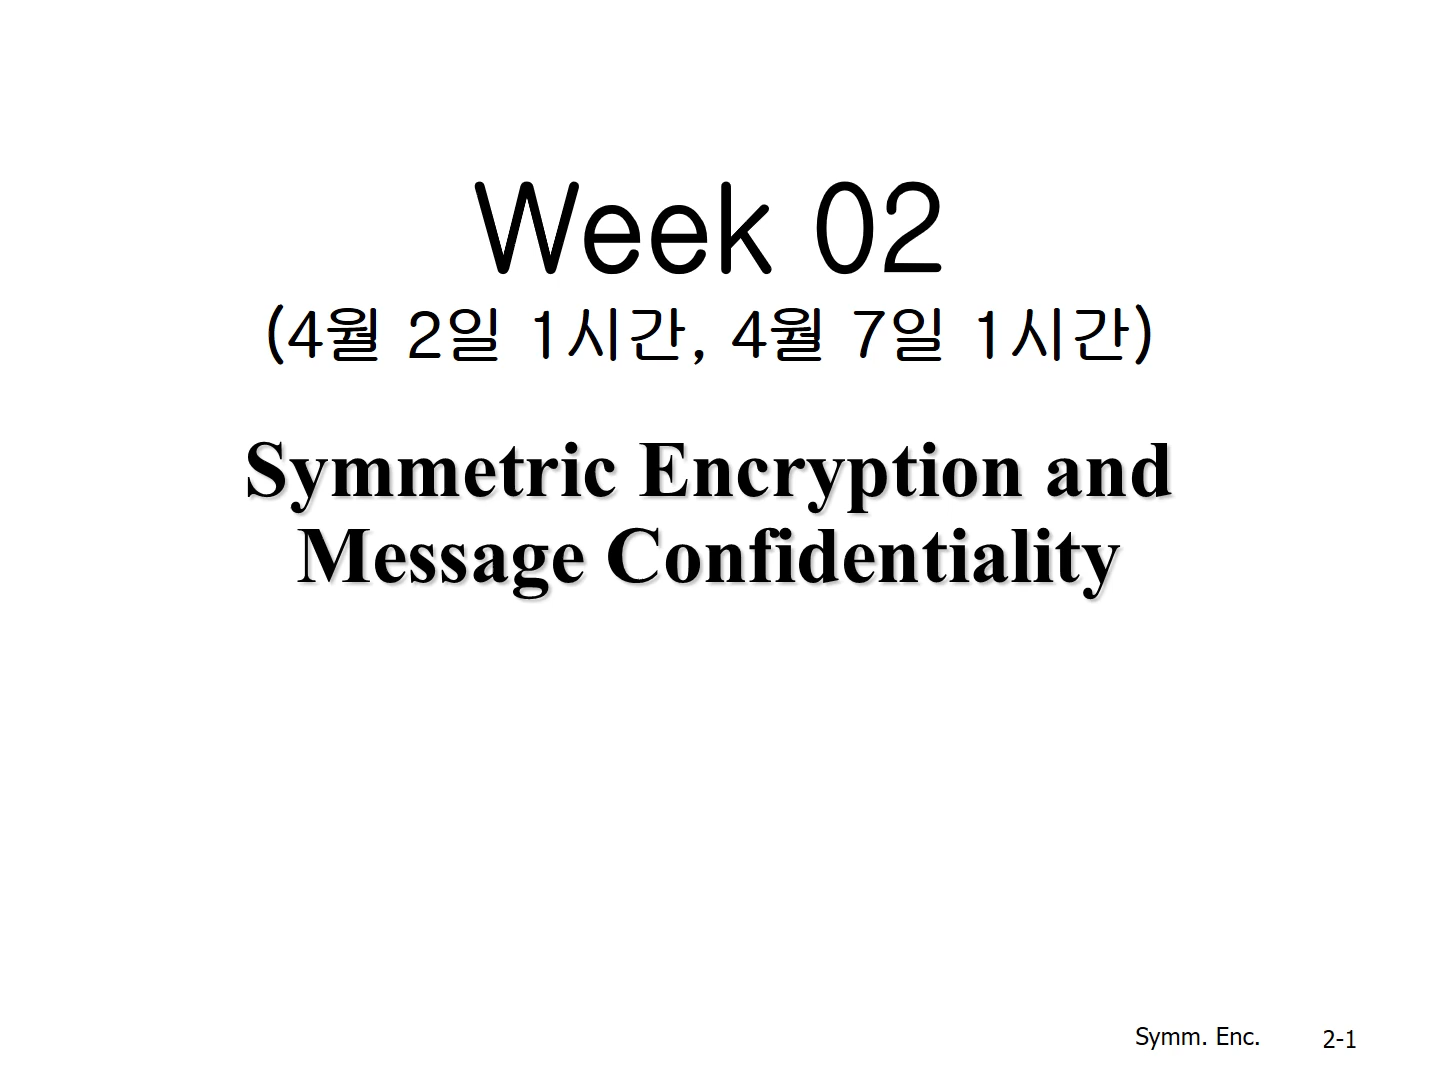 Week 02
(4월 2일 1시간, 4월 7일 1시간)
Symmetric Encryption and
Message Confidentiality
Symm. Enc. 2-1